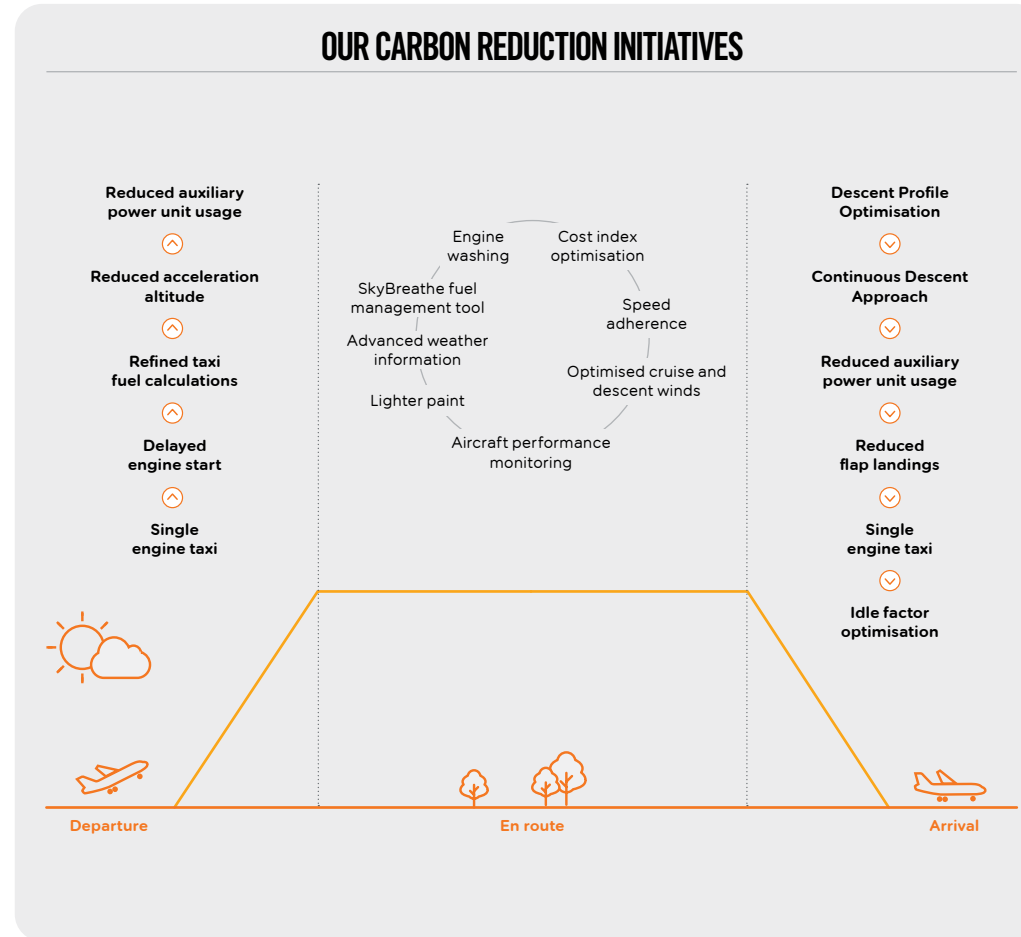 OUR CARBON REDUCTION INITIATIVES
Reduced auxiliary
power unit usage
Reduced acceleration
altitude
Refined taxi
fuel calculations
Delayed
engine start
Single
engine taxi
Engine
washing
Cost index
optimisation
SkyBreathe fuel
management tool
Speed
adherence
Advanced weather
information
Optimised cruise and
descent winds
Lighter paint
Aircraft performance
monitoring
Descent Profile
Optimisation
Continuous Descent
Approach
Reduced auxiliary
power unit usage
Reduced
flap landings
Single
engine taxi
Idle factor
optimisation
Departure
En route
Arrival